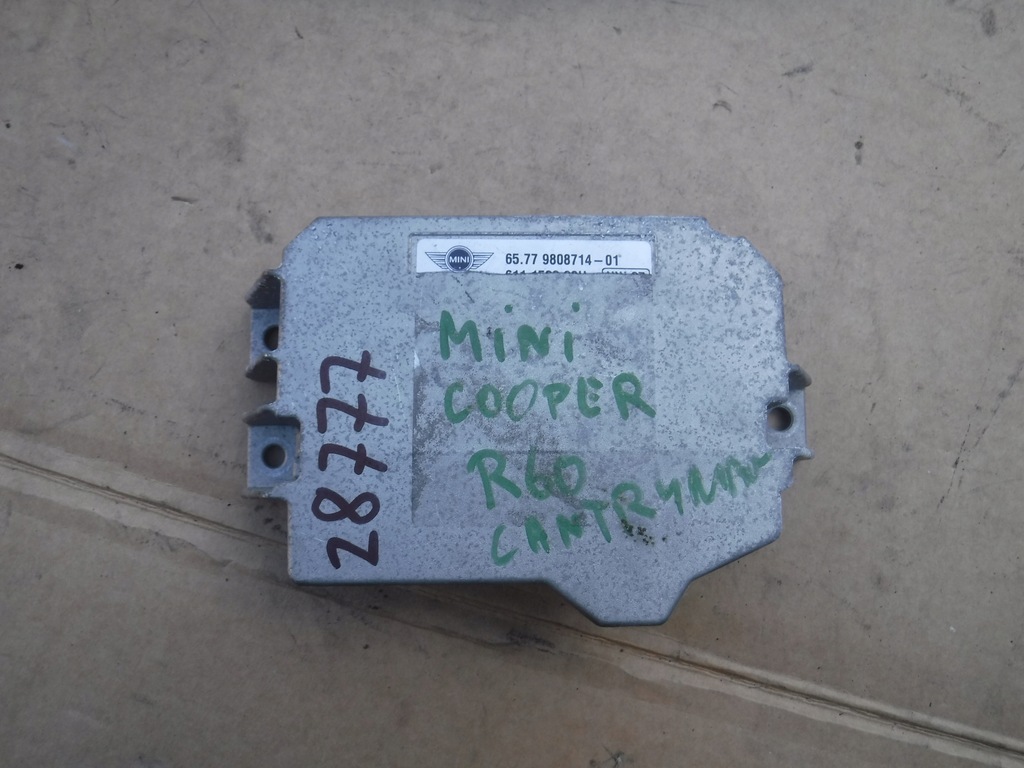 MINI 65.77 9808714-01
MiNi
COOPER
R60
CANTRYMAN
28777